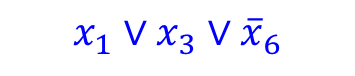 x₁ ∨ x₃ ∨ x̄₆